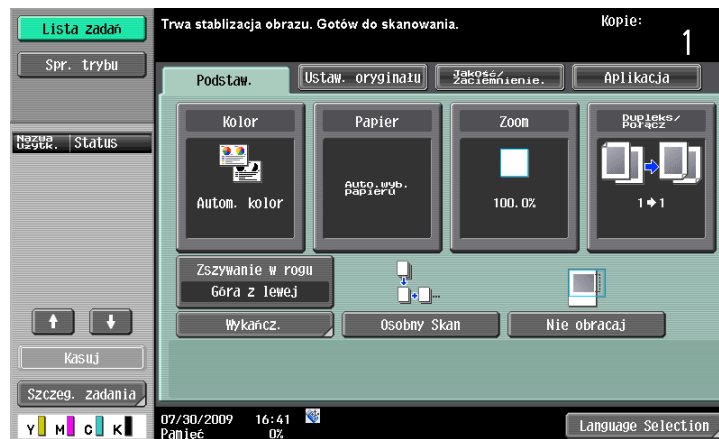 Lista zadań
Trwa stablizacja obrazu. Gotów do skanowania.
Kopie:
1
Spr. trybu
Podstaw.
Ustaw. oryginału
Jakość/
zaciemnienie.
Aplikacja
Nazwa
użytk.
Status
Kolor
Papier
Zoom
Dupleks/
Połącz
Autom. kolor
Auto.wyb.
papieru
100.0%
1➔1
Zszywanie w rogu
Góra z lewej
Wykańcz.
Osobny Skan
Nie obracaj
Kasuj
Szczeg. zadania
Y M C K
07/30/2009 16:41
Pamięć 0%
Language Selection